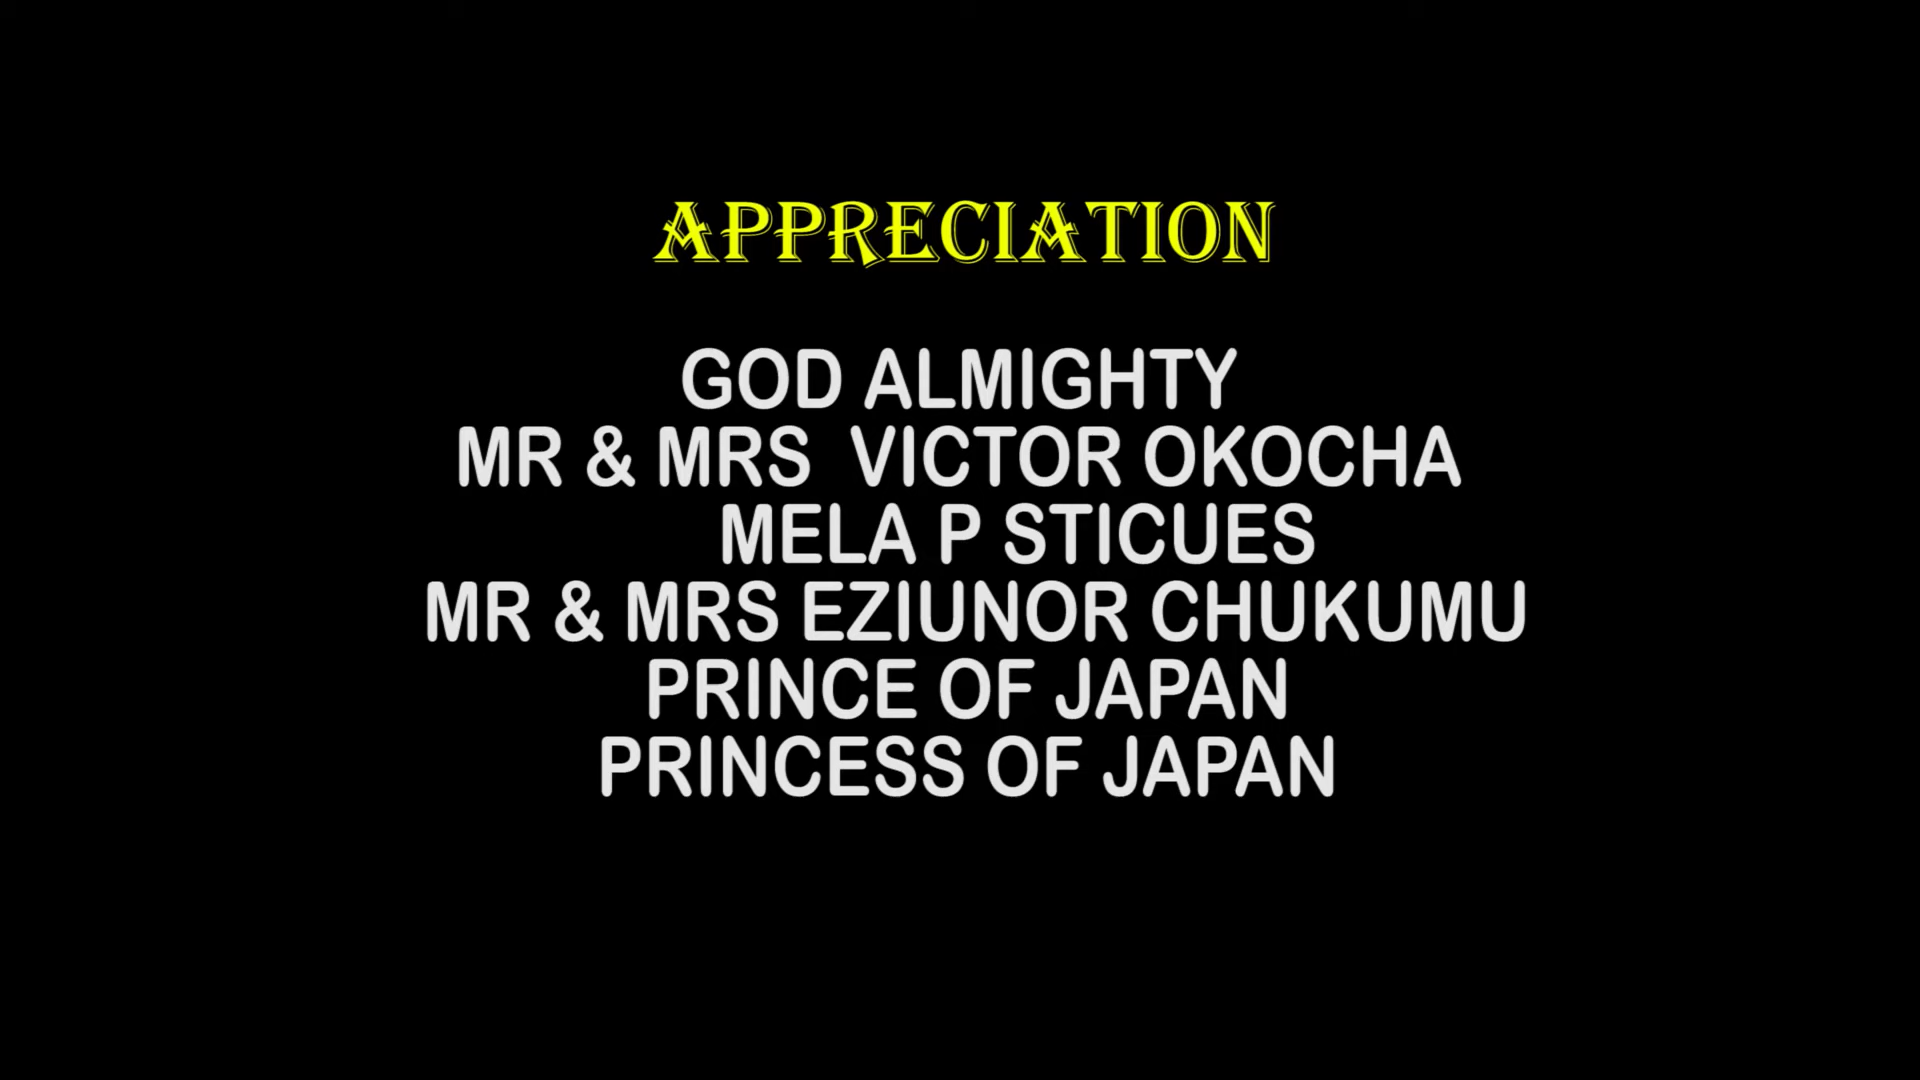 APPRECIATION
GOD ALMIGHTY
MR & MRS  VICTOR OKOCHA
MELA P STICUES
MR & MRS EZIUNOR CHUKUMU
PRINCE OF JAPAN
PRINCESS OF JAPAN